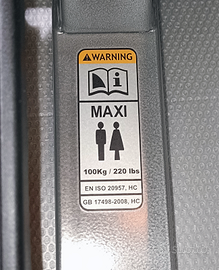 WARNING
MAXI
100Kg / 220 lbs
EN ISO 20957, HC
GB 17498-2008, HC